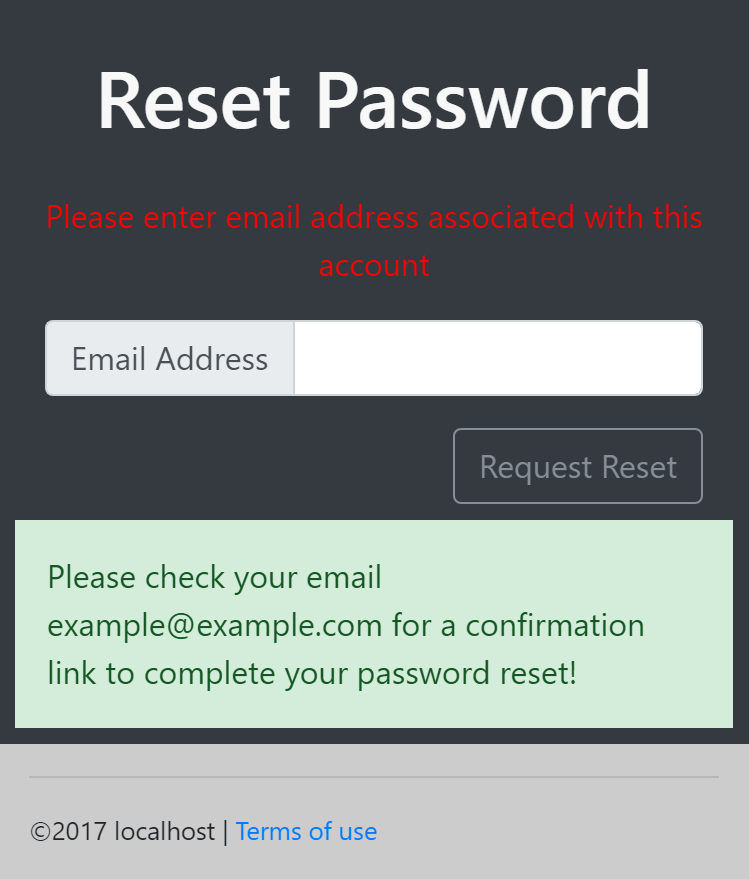 Reset Password
Please enter email address associated with this
account
Email Address
Request Reset
Please check your email
example@example.com for a confirmation
link to complete your password reset!
©2017 localhost | Terms of use